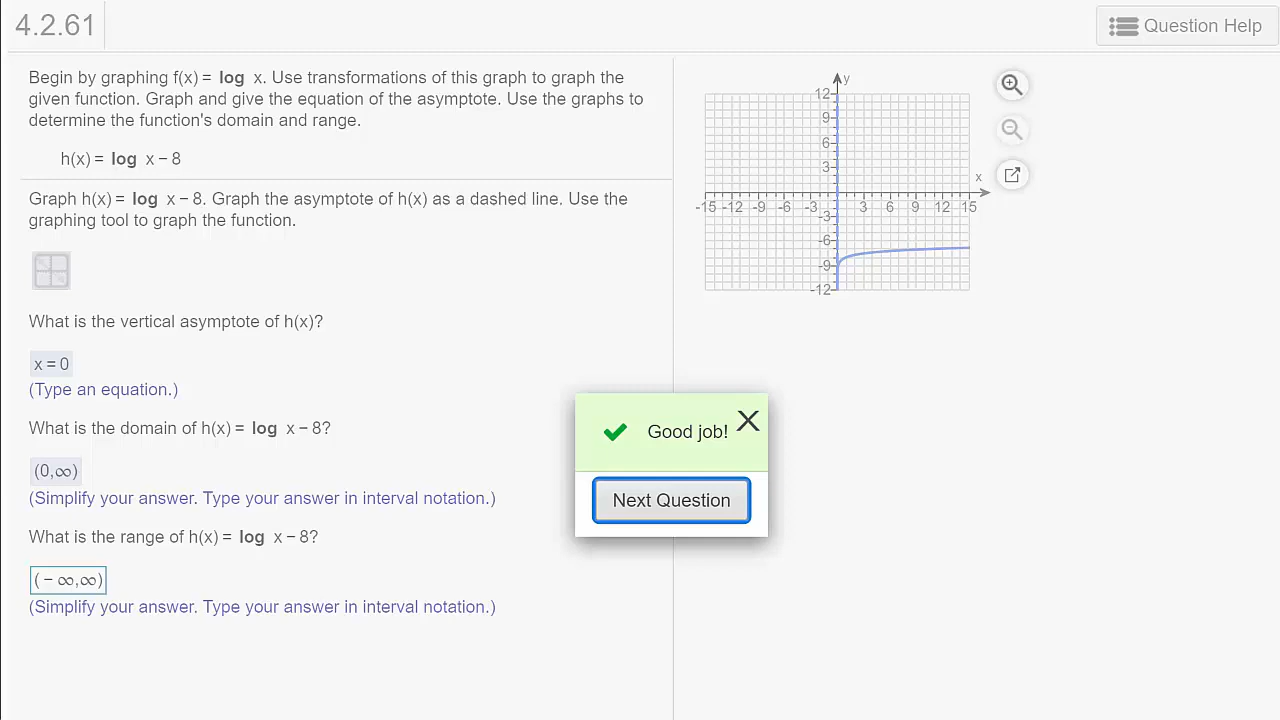 4.2.61
Question Help
Begin by graphing f(x) = log x. Use transformations of this graph to graph the
given function. Graph and give the equation of the asymptote. Use the graphs to
determine the function's domain and range.
h(x) = log x − 8
Graph h(x) = log x − 8. Graph the asymptote of h(x) as a dashed line. Use the
graphing tool to graph the function.
What is the vertical asymptote of h(x)?
x = 0
(Type an equation.)
What is the domain of h(x) = log x − 8?
(0,∞)
(Simplify your answer. Type your answer in interval notation.)
What is the range of h(x) = log x − 8?
(− ∞,∞)
(Simplify your answer. Type your answer in interval notation.)
y
12
9
6
3
x
-15 -12 -9 -6 -3 3 6 9 12 15
-3
-6
-9
-12
Good job!
Next Question